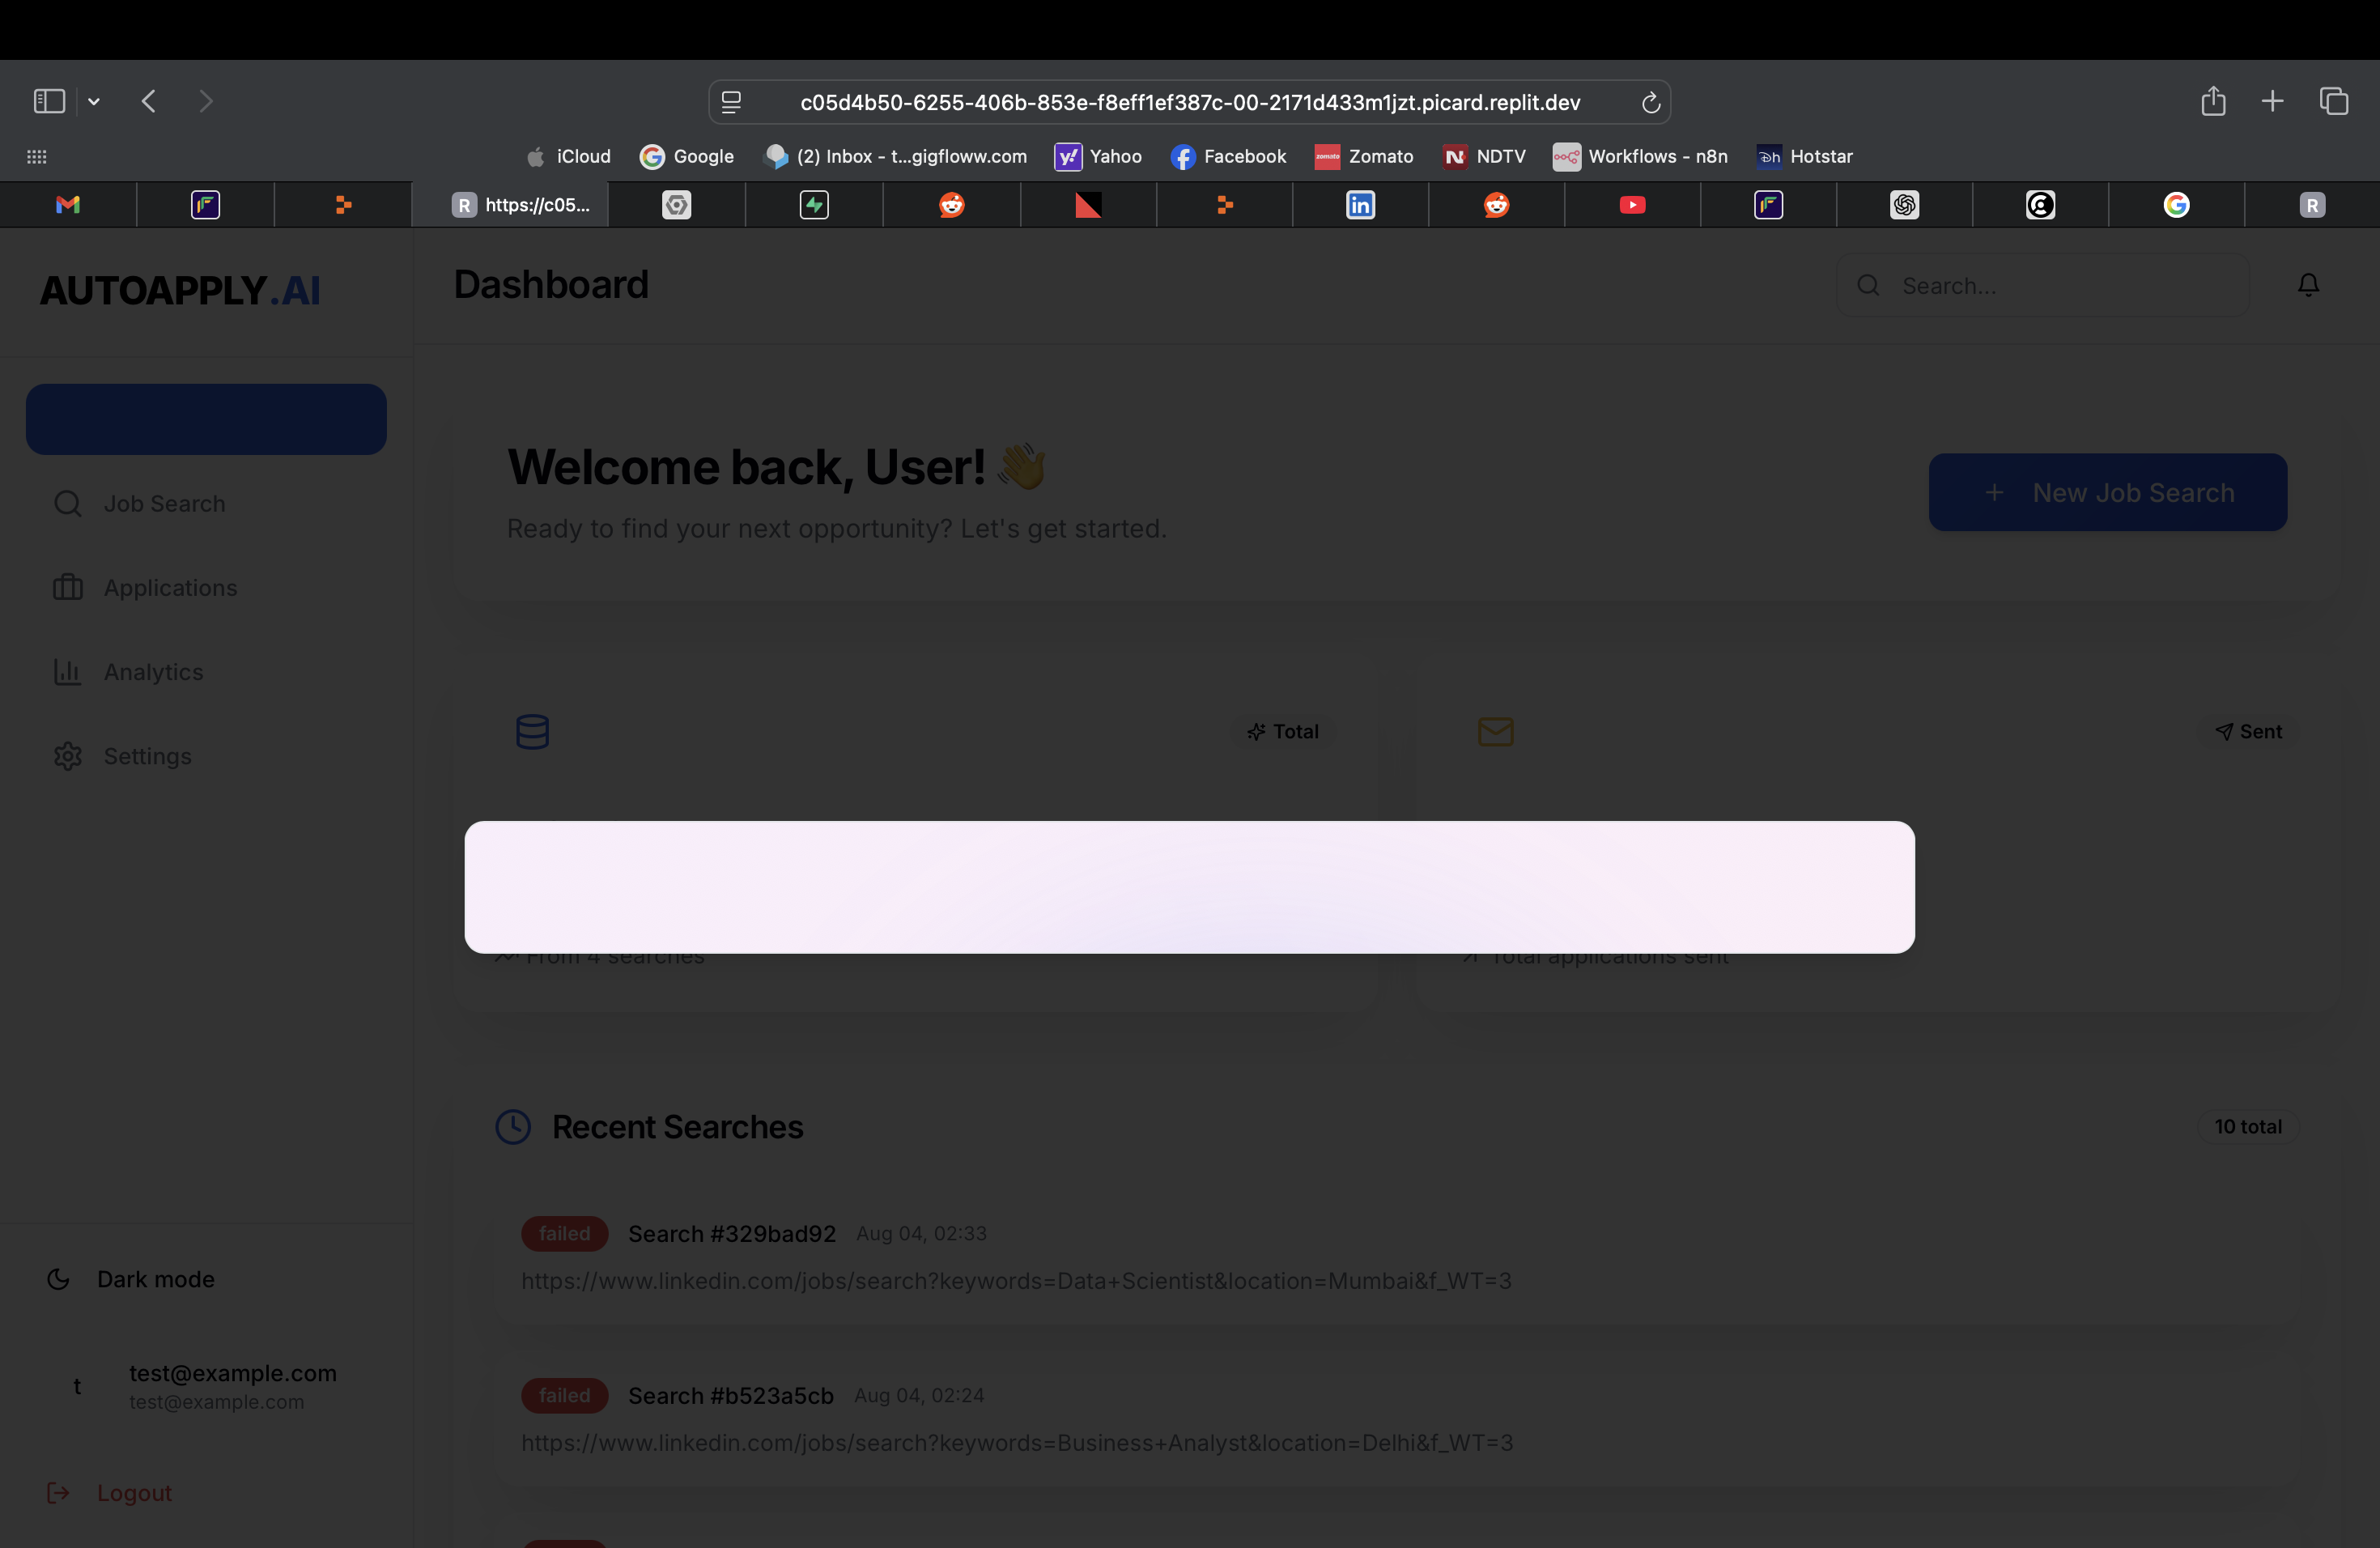 c05d4b50-6255-406b-853e-f8eff1ef387c-00-2171d433m1jzt.picard.replit.dev
iCloud
Google
(2) Inbox - t...gigfloww.com
Yahoo
Facebook
Zomato
NDTV
Workflows - n8n
Hotstar
R https://c05...
R
AUTOAPPLY.AI
Dashboard
Search...
Job Search
Applications
Analytics
Settings
Welcome back, User! 👋
Ready to find your next opportunity? Let's get started.
+ New Job Search
Total
Sent
From 4 searches
Total applications sent
Recent Searches
10 total
failed Search #329bad92 Aug 04, 02:33
https://www.linkedin.com/jobs/search?keywords=Data+Scientist&location=Mumbai&f_WT=3
failed Search #b523a5cb Aug 04, 02:24
https://www.linkedin.com/jobs/search?keywords=Business+Analyst&location=Delhi&f_WT=3
Dark mode
t
test@example.com
test@example.com
Logout